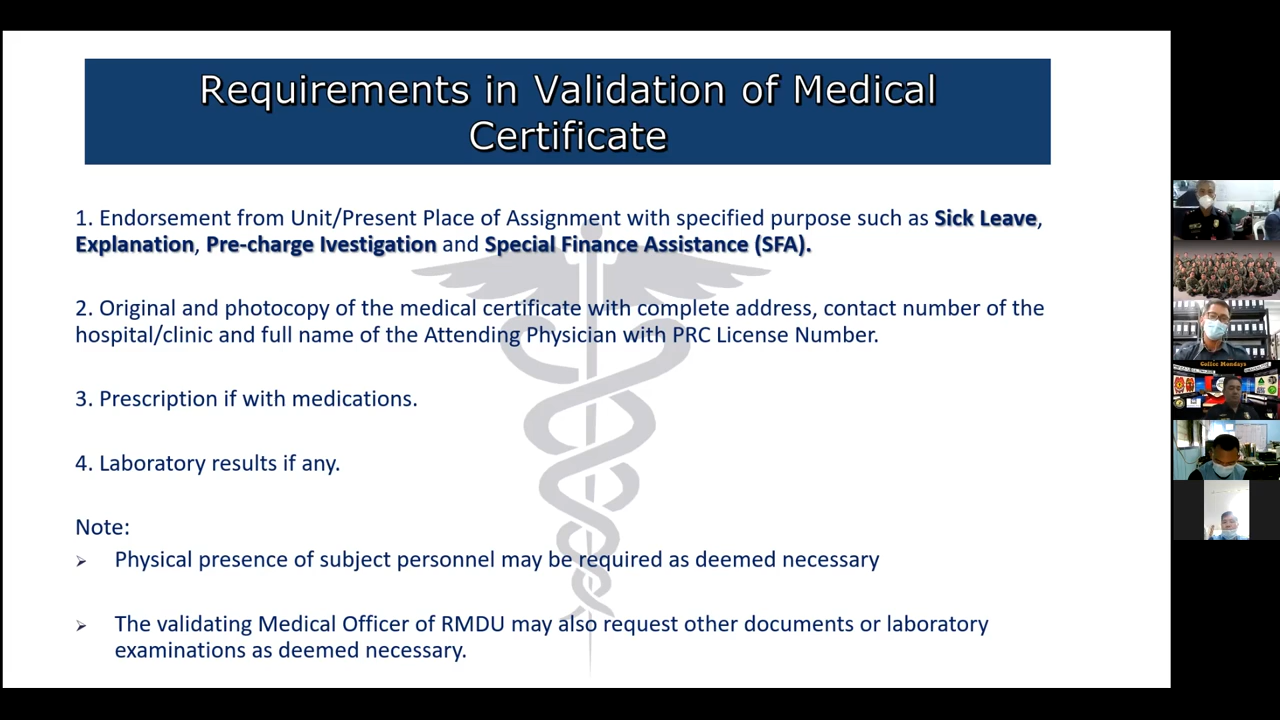 Requirements in Validation of Medical
Certificate
1. Endorsement from Unit/Present Place of Assignment with specified purpose such as Sick Leave,
Explanation, Pre-charge Ivestigation and Special Finance Assistance (SFA).
2. Original and photocopy of the medical certificate with complete address, contact number of the
hospital/clinic and full name of the Attending Physician with PRC License Number.
3. Prescription if with medications.
4. Laboratory results if any.
Note:
Physical presence of subject personnel may be required as deemed necessary
The validating Medical Officer of RMDU may also request other documents or laboratory
examinations as deemed necessary.